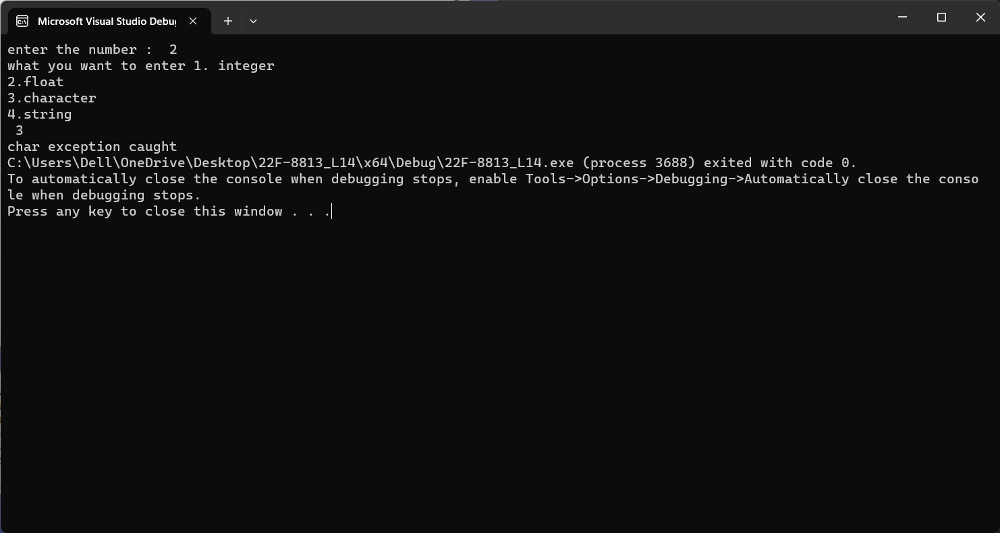 Microsoft Visual Studio Debug
enter the number :  2
what you want to enter 1. integer
2.float
3.character
4.string
 3
char exception caught
C:\Users\Dell\OneDrive\Desktop\22F-8813_L14\x64\Debug\22F-8813_L14.exe (process 3688) exited with code 0.
To automatically close the console when debugging stops, enable Tools->Options->Debugging->Automatically close the conso
le when debugging stops.
Press any key to close this window . . .